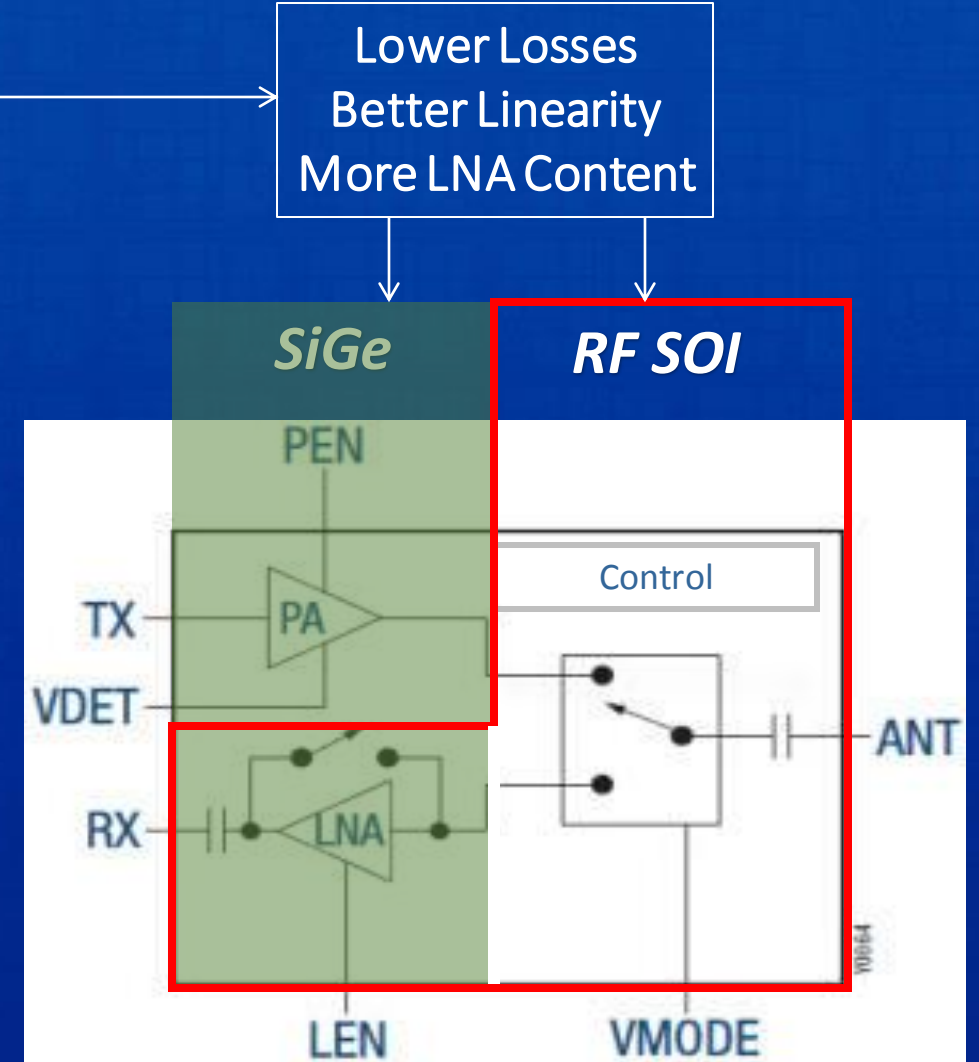 Lower Losses
Better Linearity
More LNA Content
SiGe
RF SOI
PEN
Control
TX
PA
VDET
ANT
RX
LNA
Y0064
LEN
VMODE